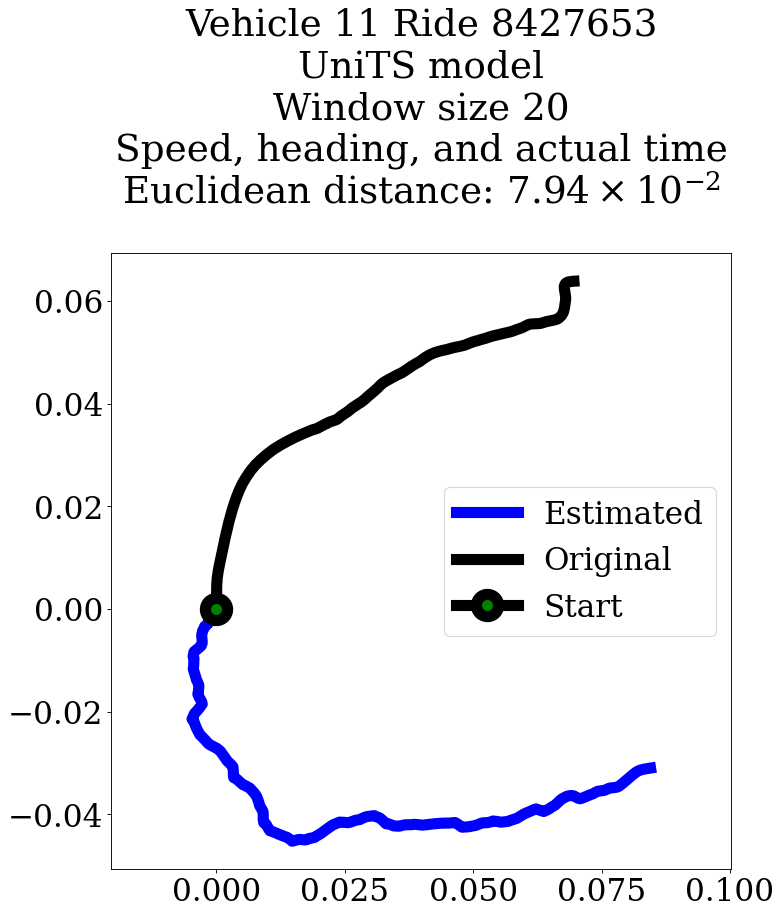 Vehicle 11 Ride 8427653
UniTS model
Window size 20
Speed, heading, and actual time
Euclidean distance: 7.94 × 10⁻²
0.06
0.04
0.02
0.00
−0.02
−0.04
Estimated
Original
Start
0.000 0.025 0.050 0.075 0.100